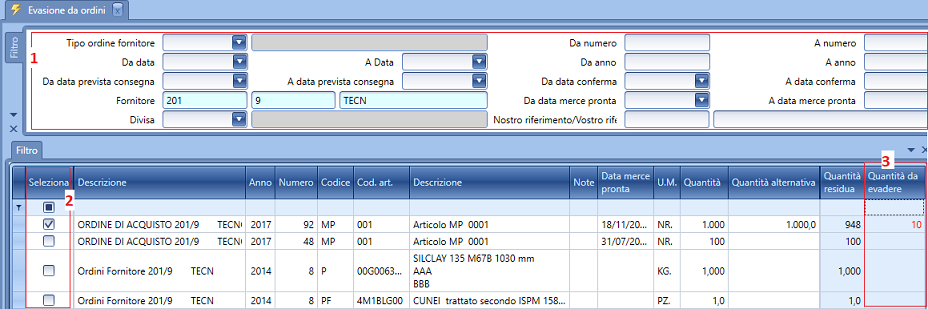 Evasione da ordini
Filtro
1
Tipo ordine fornitore Da numero A numero
Da data A Data Da anno A anno
Da data prevista consegna A data prevista consegna Da data conferma A data conferma
Fornitore 201 9 TECN Da data merce pronta A data merce pronta
Divisa Nostro riferimento/Vostro rife
Filtro
3
Seleziona Descrizione Anno Numero Codice Cod. art. Descrizione Note Data merce pronta U.M. Quantità Quantità alternativa Quantità residua Quantità da evadere
2
ORDINE DI ACQUISTO 201/9 TECN 2017 92 MP 001 Articolo MP 0001 18/11/20... NR. 1.000 1.000,0 948 10
ORDINE DI ACQUISTO 201/9 TECN 2017 48 MP 001 Articolo MP 0001 31/07/20... NR. 100 100
SILCLAY 135 M67B 1030 mm
Ordini Fornitore 201/9 TECN 2014 8 P 00G0063... AAA KG. 1,000 1,000
BBB
Ordini Fornitore 201/9 TECN 2014 8 PF 4M1BLG00 CUNEI trattato secondo ISPM 158... PZ. 1,0 1,0